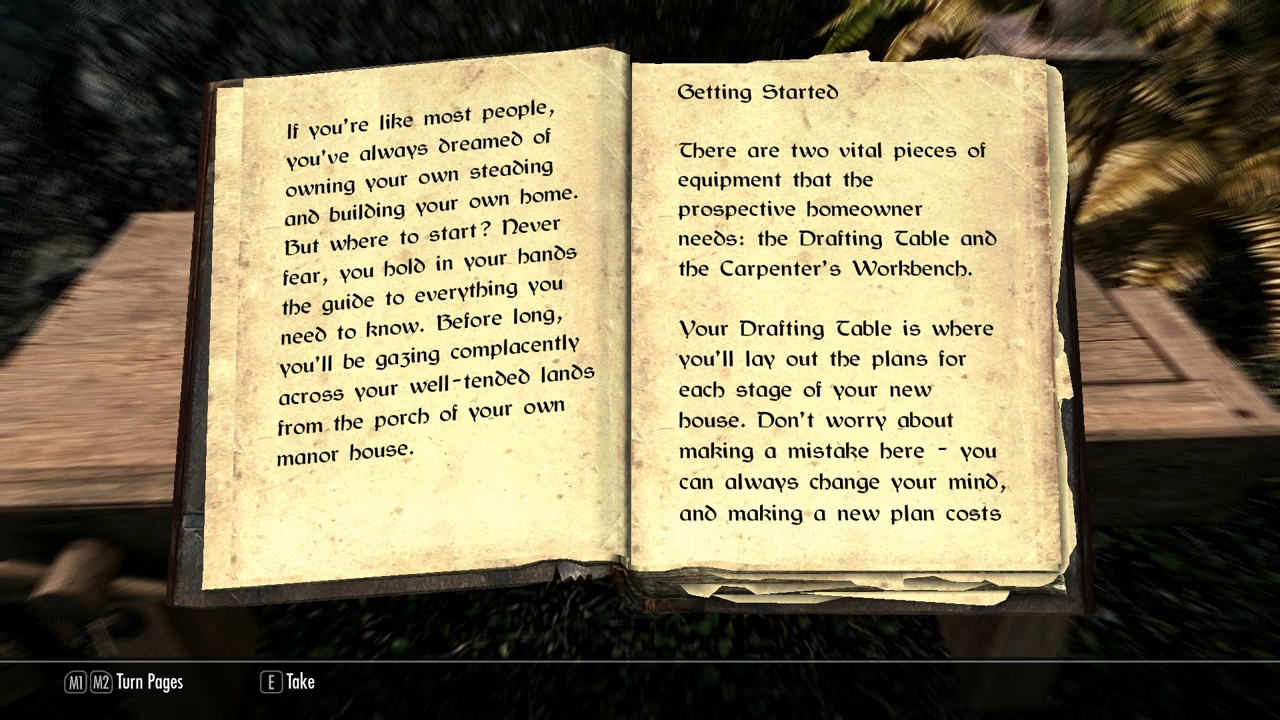 If you're like most people,
you've always dreamed of
owning your own steading
and building your own home.
But where to start? Never
fear, you hold in your hands
the guide to everything you
need to know. Before long,
you'll be gazing complacently
across your well-tended lands
from the porch of your own
manor house.
Getting Started
There are two vital pieces of
equipment that the
prospective homeowner
needs: the Drafting Table and
the Carpenter's Workbench.
Your Drafting Table is where
you'll lay out the plans for
each stage of your new
house. Don't worry about
making a mistake here - you
can always change your mind,
and making a new plan costs
M1 M2 Turn Pages
E Take